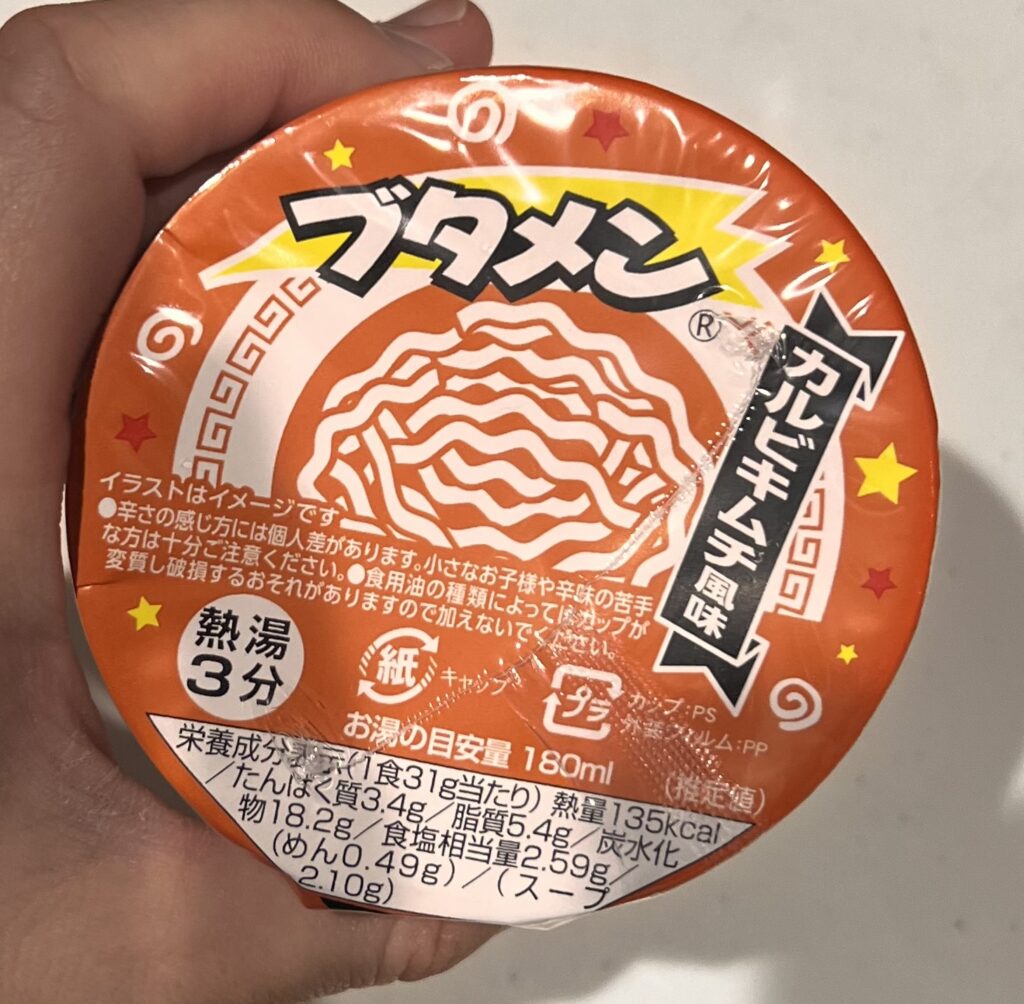 ブタメン
®
カルビキムチ風味
イラストはイメージです
●辛さの感じ方には個人差があります。小さなお子様や辛味の苦手
な方は十分ご注意ください。●食用油の種類によってはカップが
変質し破損するおそれがありますので加えないでください。
熱湯
3分
紙
キャップ
プラ
カップ:PS
外装フィルム:PP
お湯の目安量 180ml
(推定値)
栄養成分表示(1食31g当たり) 熱量135kcal
/たんぱく質3.4g/脂質5.4g/炭水化
物18.2g/食塩相当量2.59g/
(めん0.49g)/(スープ
2.10g)